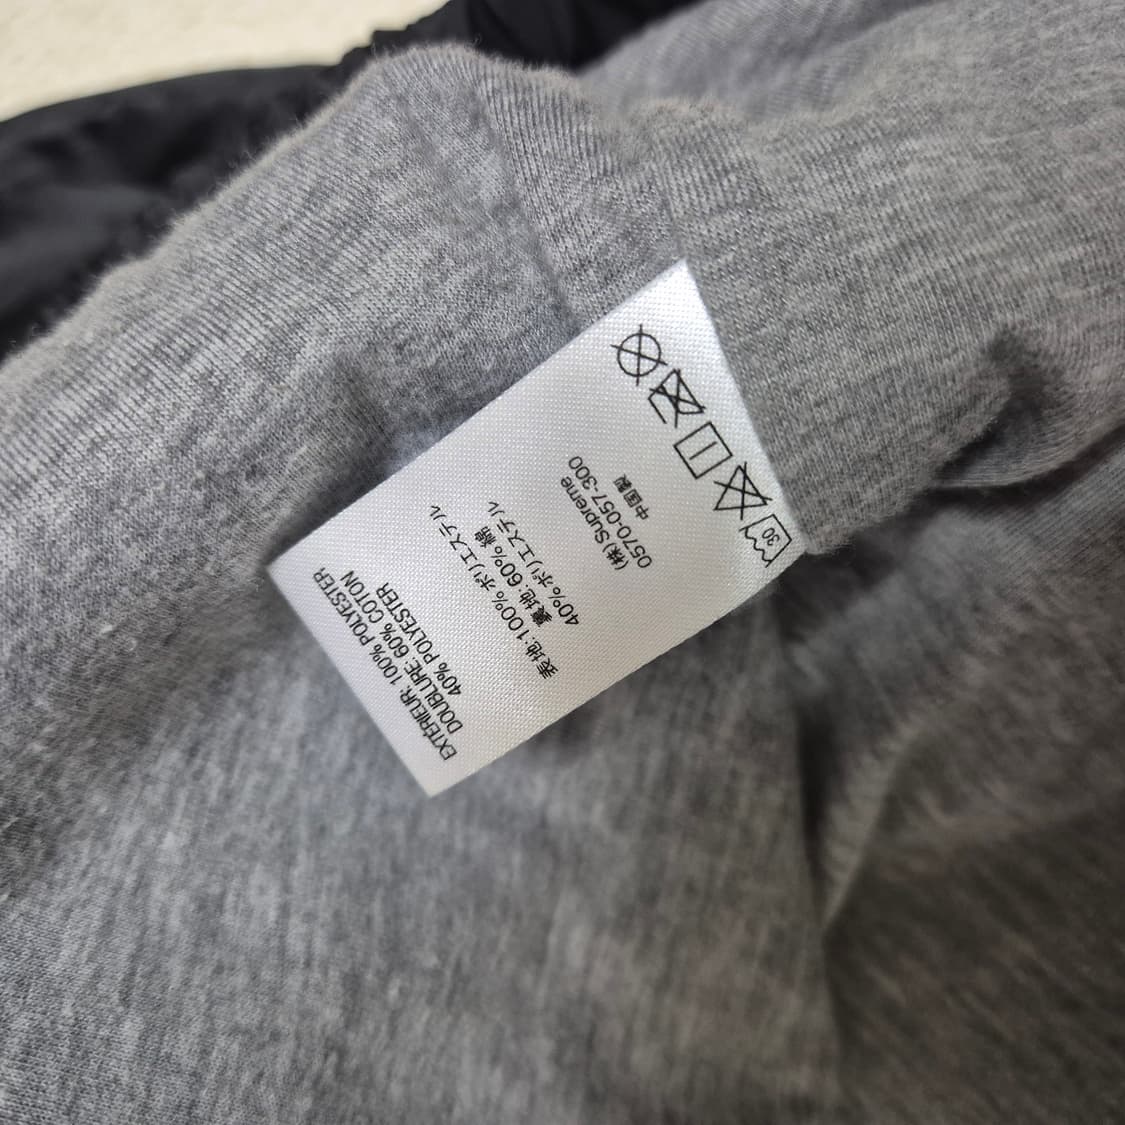 EXTÉRIEUR: 100% POLYESTER
DOUBLURE: 60% COTON
40% POLYESTER
表地:100%ポリエステル
裏地: 60% 綿
40%ポリエステル
(株) Supreme
0570-057-300
中国製
30